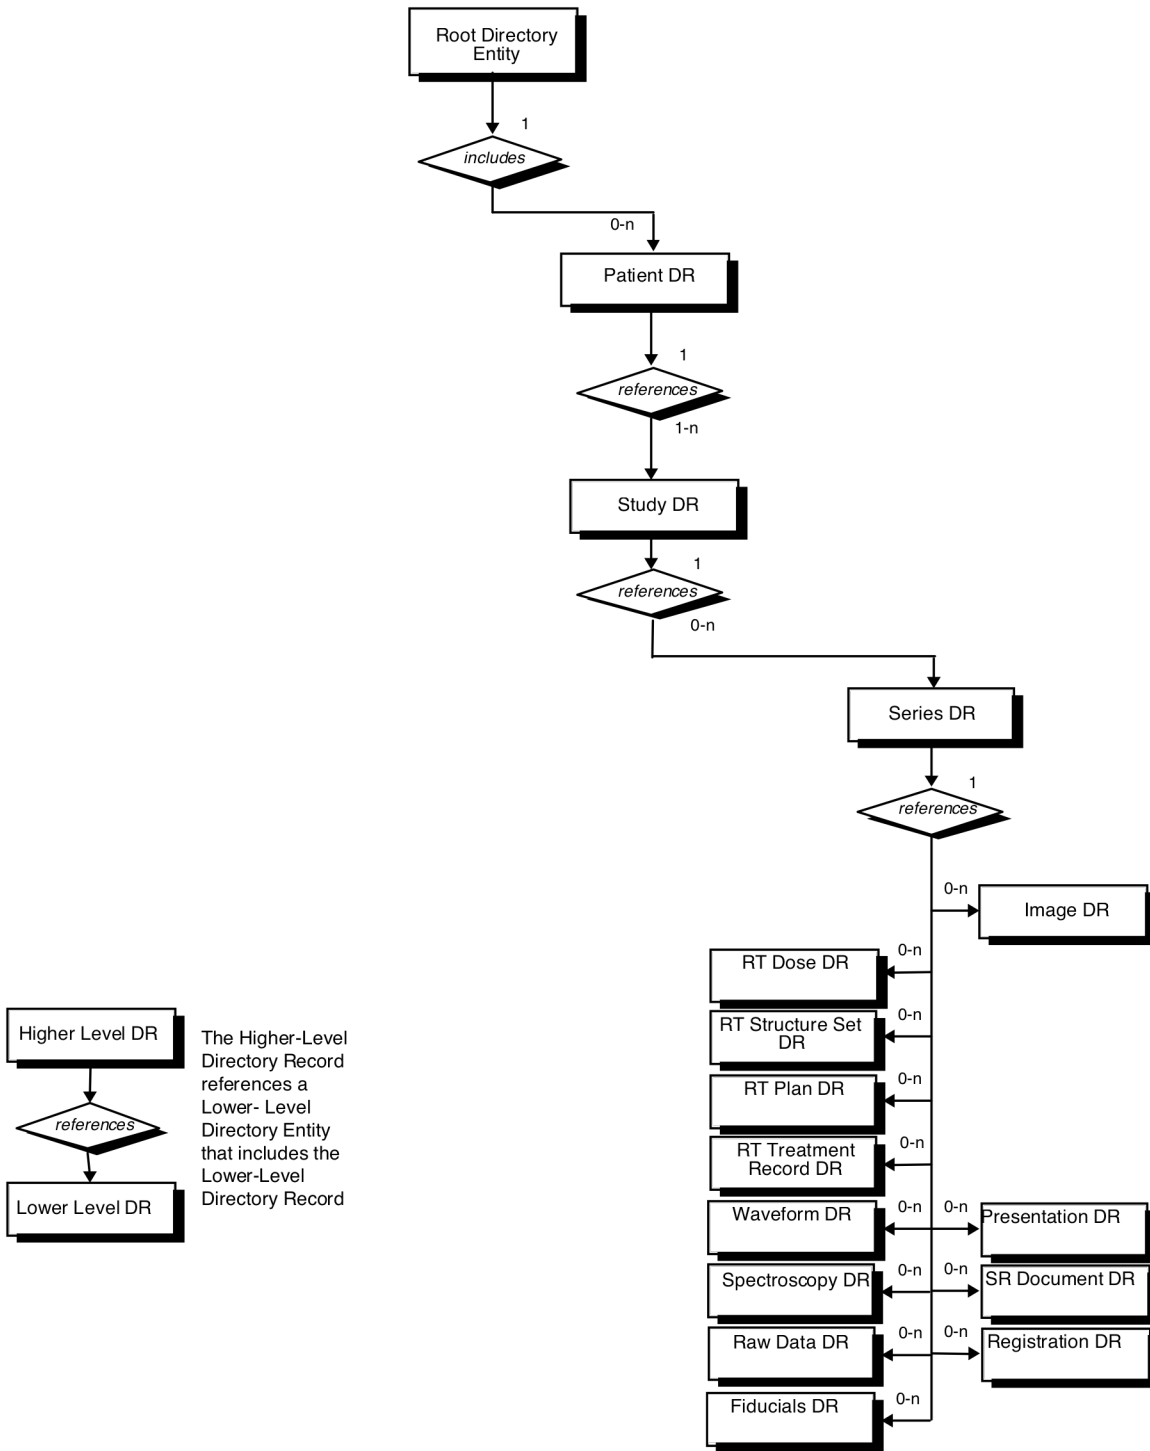 Root Directory
Entity
1
includes
0-n
Patient DR
1
references
1-n
Study DR
1
references
0-n
Series DR
1
references
0-n
Image DR
0-n
RT Dose DR
0-n
RT Structure Set
DR
0-n
RT Plan DR
0-n
RT Treatment
Record DR
0-n
Waveform DR
0-n
Presentation DR
0-n
Spectroscopy DR
0-n
SR Document DR
0-n
Raw Data DR
0-n
Registration DR
0-n
Fiducials DR
Higher Level DR
references
Lower Level DR
The Higher-Level
Directory Record
references a
Lower- Level
Directory Entity
that includes the
Lower-Level
Directory Record